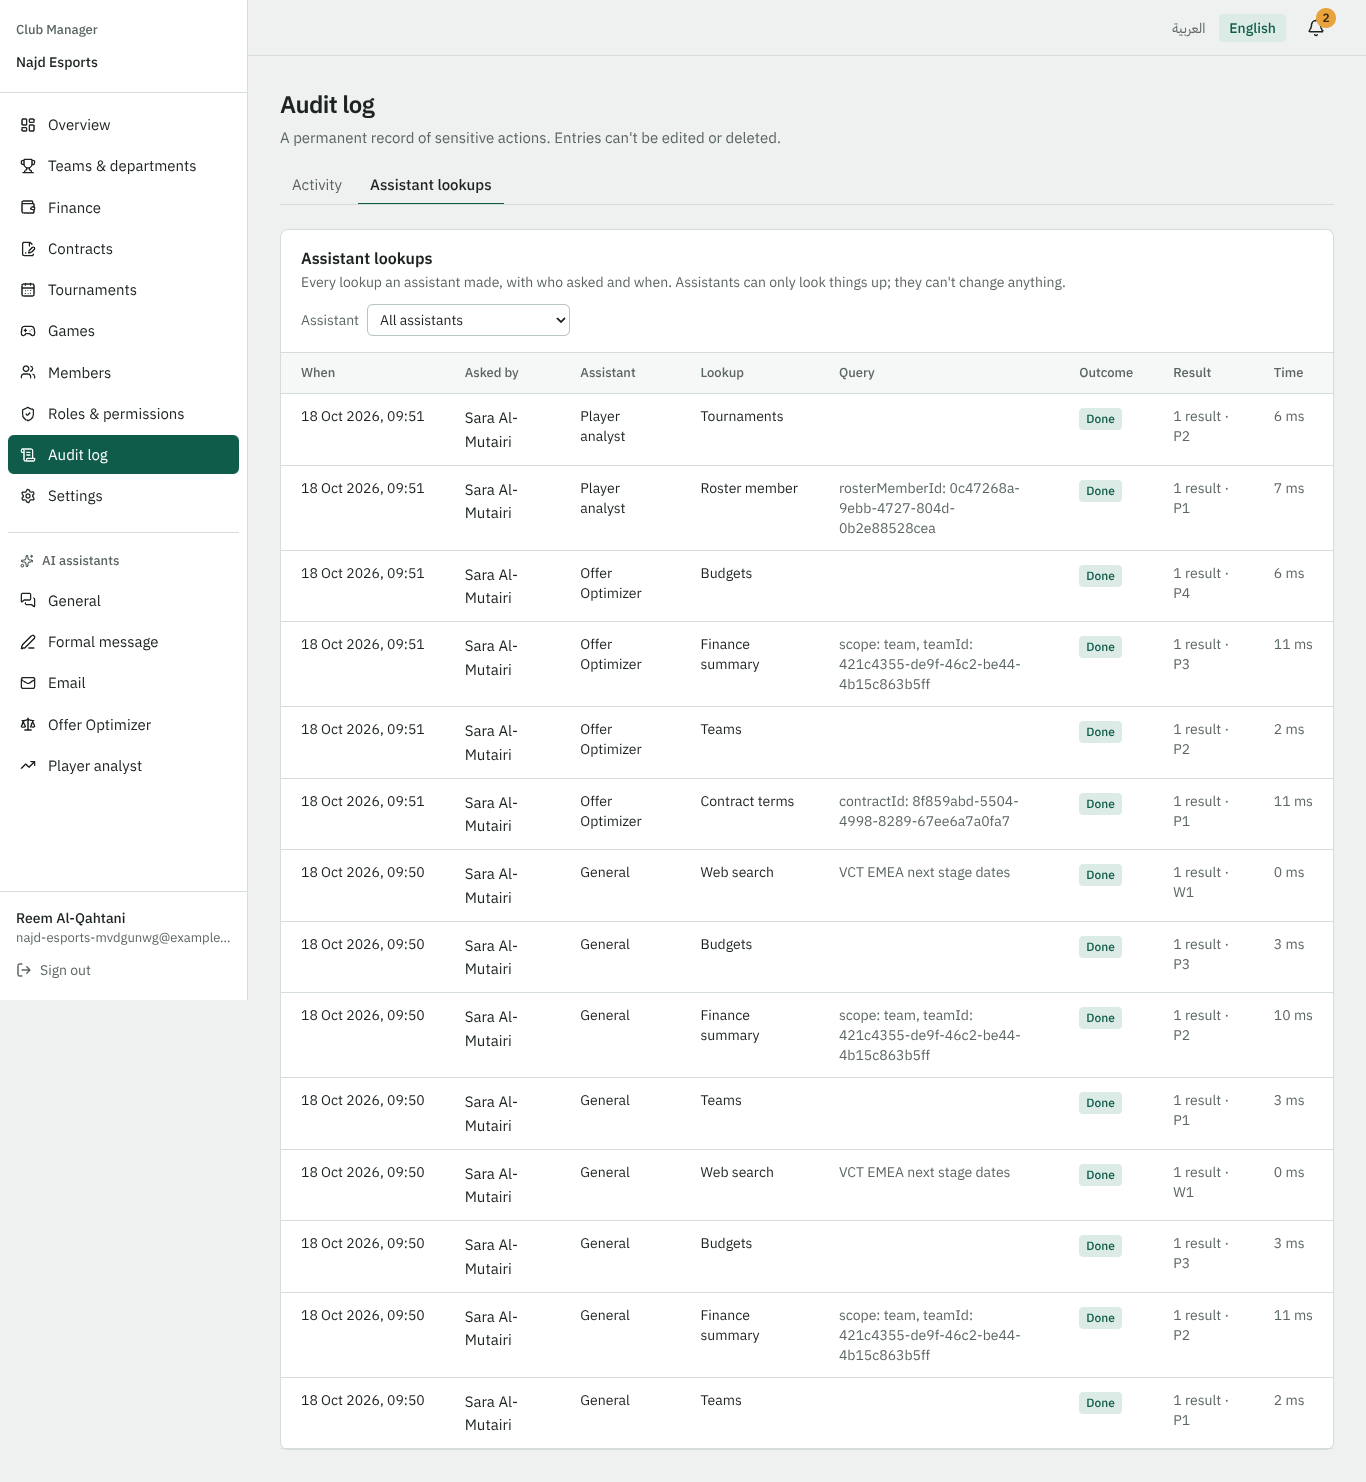 Club Manager
Najd Esports
Overview
Teams & departments
Finance
Contracts
Tournaments
Games
Members
Roles & permissions
Audit log
Settings
AI assistants
General
Formal message
Email
Offer Optimizer
Player analyst
Reem Al-Qahtani
najd-esports-mvdgunwg@example...
Sign out
العربية
English
2
Audit log
A permanent record of sensitive actions. Entries can't be edited or deleted.
Activity
Assistant lookups
Assistant lookups
Every lookup an assistant made, with who asked and when. Assistants can only look things up; they can't change anything.
Assistant All assistants
When Asked by Assistant Lookup Query Outcome Result Time
18 Oct 2026, 09:51 Sara Al- Player Tournaments Done 1 result · 6 ms
Mutairi analyst P2
18 Oct 2026, 09:51 Sara Al- Player Roster member rosterMemberId: 0c47268a- Done 1 result · 7 ms
Mutairi analyst 9ebb-4727-804d- P1
0b2e88528cea
18 Oct 2026, 09:51 Sara Al- Offer Budgets Done 1 result · 6 ms
Mutairi Optimizer P4
18 Oct 2026, 09:51 Sara Al- Offer Finance scope: team, teamId: Done 1 result · 11 ms
Mutairi Optimizer summary 421c4355-de9f-46c2-be44- P3
4b15c863b5ff
18 Oct 2026, 09:51 Sara Al- Offer Teams Done 1 result · 2 ms
Mutairi Optimizer P2
18 Oct 2026, 09:51 Sara Al- Offer Contract terms contractId: 8f859abd-5504- Done 1 result · 11 ms
Mutairi Optimizer 4998-8289-67ee6a7a0fa7 P1
18 Oct 2026, 09:50 Sara Al- General Web search VCT EMEA next stage dates Done 1 result · 0 ms
Mutairi W1
18 Oct 2026, 09:50 Sara Al- General Budgets Done 1 result · 3 ms
Mutairi P3
18 Oct 2026, 09:50 Sara Al- General Finance scope: team, teamId: Done 1 result · 10 ms
Mutairi summary 421c4355-de9f-46c2-be44- P2
4b15c863b5ff
18 Oct 2026, 09:50 Sara Al- General Teams Done 1 result · 3 ms
Mutairi P1
18 Oct 2026, 09:50 Sara Al- General Web search VCT EMEA next stage dates Done 1 result · 0 ms
Mutairi W1
18 Oct 2026, 09:50 Sara Al- General Budgets Done 1 result · 3 ms
Mutairi P3
18 Oct 2026, 09:50 Sara Al- General Finance scope: team, teamId: Done 1 result · 11 ms
Mutairi summary 421c4355-de9f-46c2-be44- P2
4b15c863b5ff
18 Oct 2026, 09:50 Sara Al- General Teams Done 1 result · 2 ms
Mutairi P1